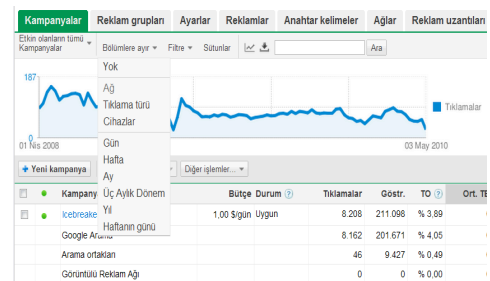 Kampanyalar Reklam grupları Ayarlar Reklamlar Anahtar kelimeler Ağlar Reklam uzantıları
Etkin olanların tümü
Kampanyalar
Bölümlere ayır Filtre Sütunlar Ara
Yok
Ağ
Tıklama türü
Cihazlar
Gün
Hafta
Ay
Üç Aylık Dönem
Yıl
Haftanın günü
187
0
Tıklamalar
01 Nis 2008 03 May 2010
Yeni kampanya Diğer işlemler...
Kampany Bütçe Durum Tıklamalar Göstr. TO Ort.
Icebreake 1,00 $/gün Uygun 8.208 211.098 % 3,89
Google Arama 8.162 201.671 % 4,05
Arama ortakları 46 9.427 % 0,49
Görüntülü Reklam Ağı 0 0 % 0,00